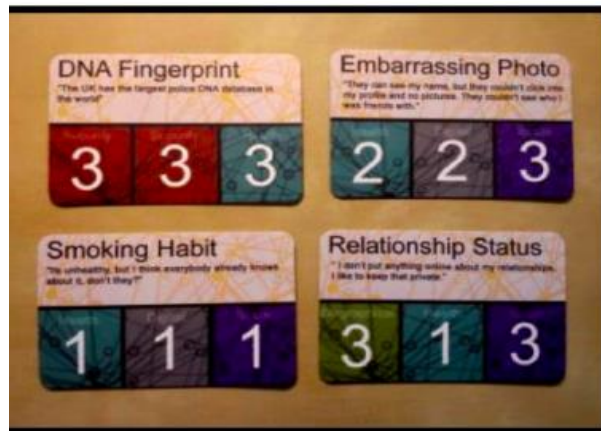 DNA Fingerprint
"The UK has the largest police DNA database in
the world"
3 3 3
Embarrassing Photo
"They can see my name, but they couldn't click into
my profile and no pictures. They couldn't see who I
was friends with."
2 2 3
Smoking Habit
unhealthy, but I think everybody already knows
about it, don't they?"
1 1 1
Relationship Status
"I don't put anything online about my relationships.
I like to keep that private."
3 1 3